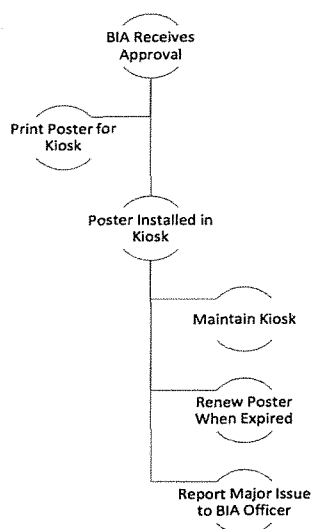 BIA Receives
Approval
Print Poster for
Kiosk
Poster Installed in
Kiosk
Maintain Kiosk
Renew Poster
When Expired
Report Major Issue
to BIA Officer